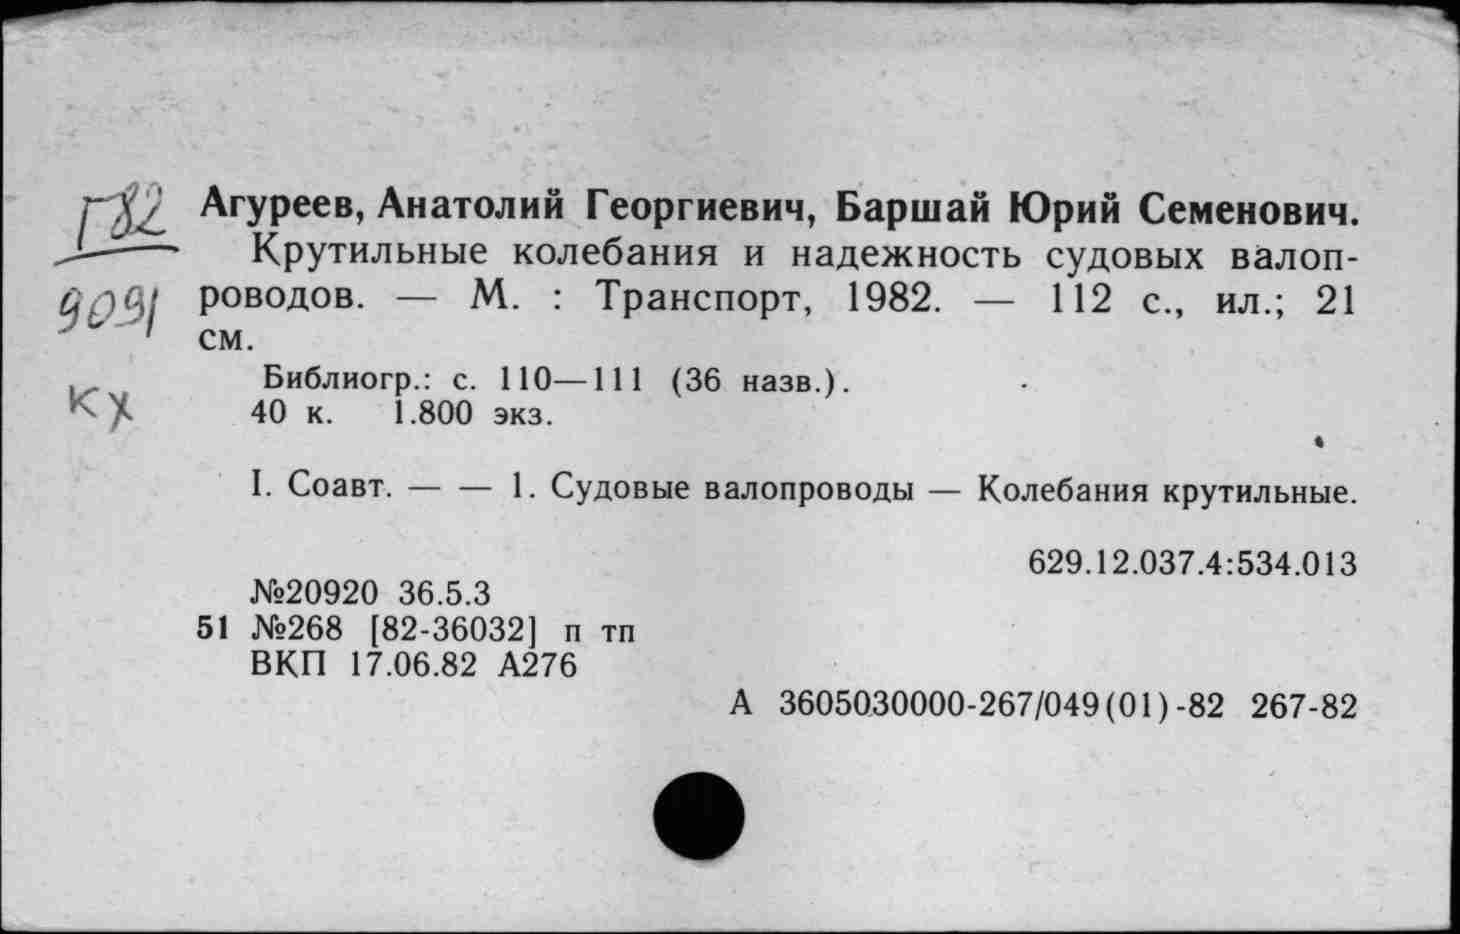 Г82
9091
кх
Агуреев, Анатолий Георгиевич, Баршай Юрий Семенович.
Крутильные колебания и надежность судовых валоп-
роводов. — М. : Транспорт, 1982. — 112 с., ил.; 21
см.
Библиогр.: с. 110—111 (36 назв.).
40 к. 1.800 экз.
I. Соавт. — — 1. Судовые валопроводы — Колебания крутильные.
629.12.037.4:534.013
№20920 36.5.3
51 №268 [82-36032] п тп
ВКП 17.06.82 А276
А 3605030000-267/049(01)-82 267-82